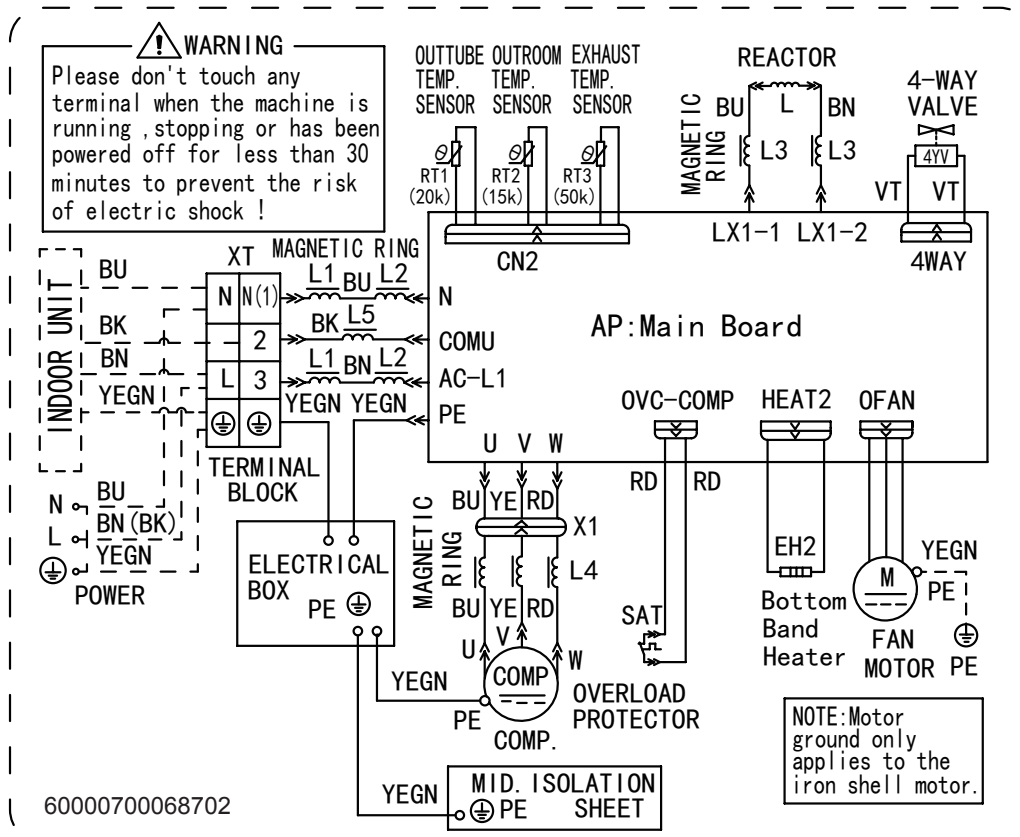 WARNING
Please don't touch any
terminal when the machine is
running ,stopping or has been
powered off for less than 30
minutes to prevent the risk
of electric shock !
OUTTUBE OUTROOM EXHAUST
TEMP. TEMP. TEMP.
SENSOR SENSOR SENSOR
θ θ θ
RT1 RT2 RT3
(20k) (15k) (50k)
CN2
REACTOR
BU L BN
MAGNETIC
RING
L3 L3
LX1-1 LX1-2
4-WAY
VALVE
4YV
VT VT
4WAY
INDOOR UNIT
BU
BK
BN
YEGN
XT
N N(1)
2
L 3
TERMINAL
BLOCK
MAGNETIC RING
L1 BU L2
BK L5
L1 BN L2
YEGN YEGN
N
COMU
AC-L1
PE
AP:Main Board
OVC-COMP HEAT2 OFAN
U V W
N BU
L BN(BK)
YEGN
POWER
ELECTRICAL
BOX
PE
MAGNETIC
RING
BU YE RD
X1
L4
BU YE RD
U V W
COMP
PE
COMP.
YEGN
RD RD
SAT
OVERLOAD
PROTECTOR
EH2
Bottom
Band
Heater
M
FAN
MOTOR
YEGN
PE
PE
NOTE:Motor
ground only
applies to the
iron shell motor.
YEGN
MID. ISOLATION
PE SHEET
60000700068702